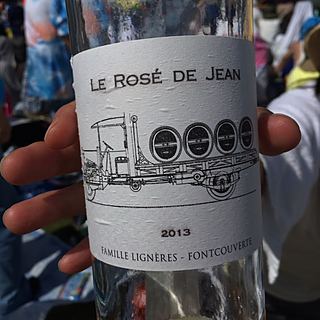 LE ROSÉ DE JEAN
2013
FAMILLE LIGNÈRES - FONTCOUVERTE